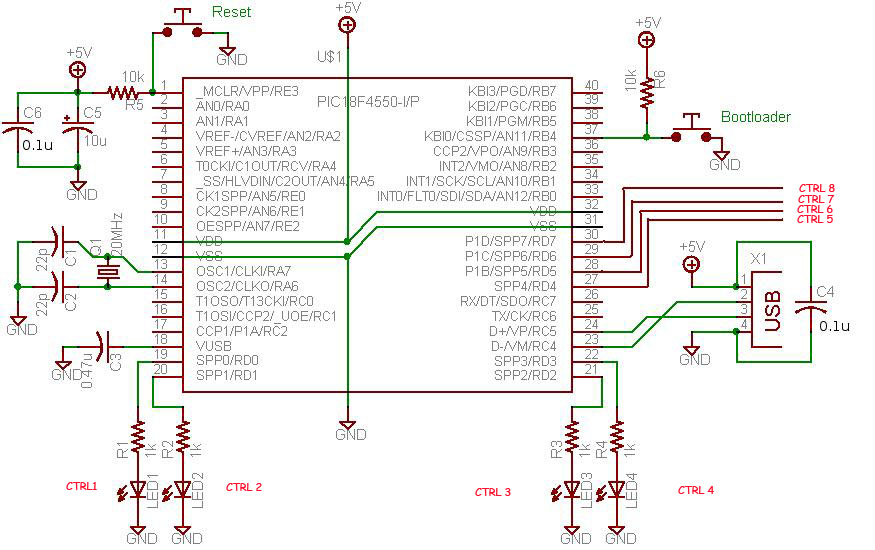 Reset
+5V
GND
U$1
+5V
+5V
10k
R5
C6
0.1u
C5
10u
GND
PIC18F4550-I/P
1 _MCLR/VPP/RE3
2 AN0/RA0
3 AN1/RA1
4 VREF-/CVREF/AN2/RA2
5 VREF+/AN3/RA3
6 T0CKI/C1OUT/RCV/RA4
7 _SS/HLVDIN/C2OUT/AN4/RA5
8 CK1SPP/AN5/RE0
9 CK2SPP/AN6/RE1
10 OESPP/AN7/RE2
11 VDD
12 VSS
13 OSC1/CLKI/RA7
14 OSC2/CLKO/RA6
15 T1OSO/T13CKI/RC0
16 T1OSI/CCP2/_UOE/RC1
17 CCP1/P1A/RC2
18 VUSB
19 SPP0/RD0
20 SPP1/RD1
KBI3/PGD/RB7 40
KBI2/PGC/RB6 39
KBI1/PGM/RB5 38
KBI0/CSSP/AN11/RB4 37
CCP2/VPO/AN9/RB3 36
INT2/VMO/AN8/RB2 35
INT1/SCK/SCL/AN10/RB1 34
INT0/FLT0/SDI/SDA/AN12/RB0 33
VDD 32
VSS 31
P1D/SPP7/RD7 30
P1C/SPP6/RD6 29
P1B/SPP5/RD5 28
SPP4/RD4 27
RX/DT/SDO/RC7 26
TX/CK/RC6 25
D+/VP/RC5 24
D-/VM/RC4 23
SPP3/RD3 22
SPP2/RD2 21
10k
R6
Bootloader
GND
CTRL 8
CTRL 7
CTRL 6
CTRL 5
22p
C1
Q1
20MHz
22p
C2
GND
GND
0.47u
C3
+5V
X1
1
2
3
4
USB
C4
0.1u
GND
GND
R1
1k
R2
1k
R3
1k
R4
1k
CTRL1
LED1
LED2
CTRL 2
CTRL 3
LED3
LED4
CTRL 4
GND
GND
GND
GND